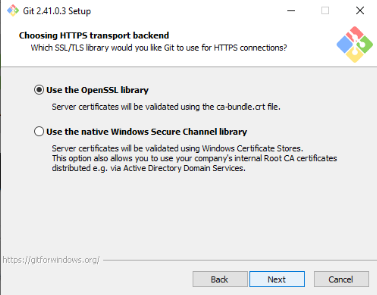 Git 2.41.0.3 Setup
Choosing HTTPS transport backend
Which SSL/TLS library would you like Git to use for HTTPS connections?
Use the OpenSSL library
Server certificates will be validated using the ca-bundle.crt file.
Use the native Windows Secure Channel library
Server certificates will be validated using Windows Certificate Stores.
This option also allows you to use your company's internal Root CA certificates
distributed e.g. via Active Directory Domain Services.
https://gitforwindows.org/
Back Next Cancel